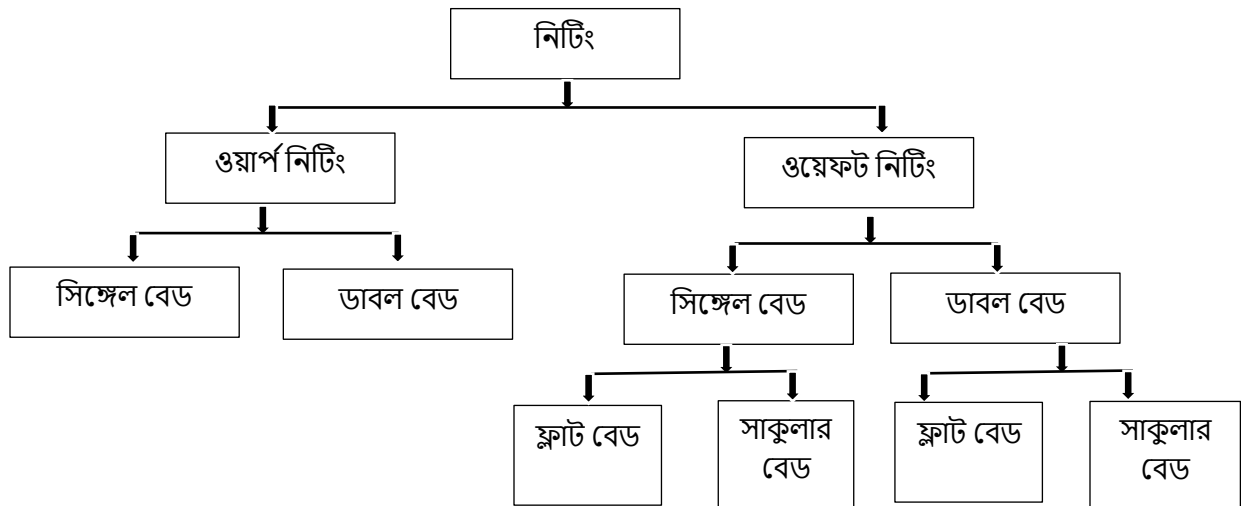 নিটিং
ওয়ার্প নিটিং
ওয়েফট নিটিং
সিঙ্গেল বেড
ডাবল বেড
সিঙ্গেল বেড
ডাবল বেড
ফ্লাট বেড
সাকুলার
বেড
ফ্লাট বেড
সাকুলার
বেড